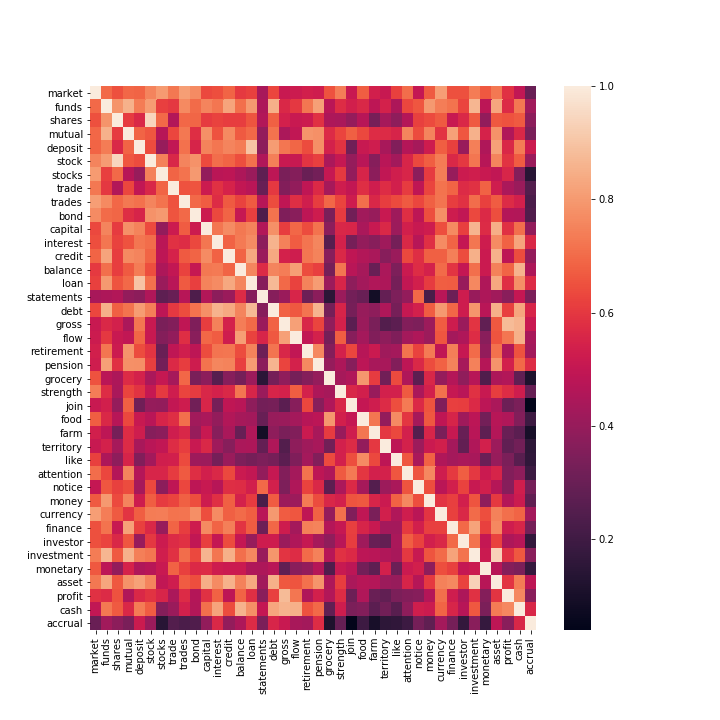 market
funds
shares
mutual
deposit
stock
stocks
trade
trades
bond
capital
interest
credit
balance
loan
statements
debt
gross
flow
retirement
pension
grocery
strength
join
food
farm
territory
like
attention
notice
money
currency
finance
investor
investment
monetary
asset
profit
cash
accrual
market
funds
shares
mutual
deposit
stock
stocks
trade
trades
bond
capital
interest
credit
balance
loan
statements
debt
gross
flow
retirement
pension
grocery
strength
join
food
farm
territory
like
attention
notice
money
currency
finance
investor
investment
monetary
asset
profit
cash
accrual
1.0
0.8
0.6
0.4
0.2